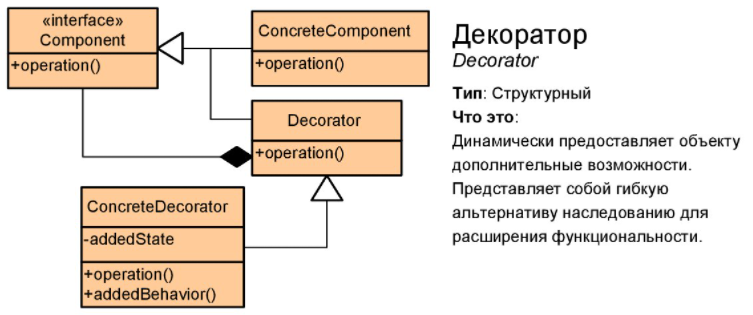 «interface»
Component
+operation()
ConcreteComponent
+operation()
Decorator
+operation()
ConcreteDecorator
-addedState
+operation()
+addedBehavior()
Декоратор
Decorator
Тип: Структурный
Что это:
Динамически предоставляет объекту
дополнительные возможности.
Представляет собой гибкую
альтернативу наследованию для
расширения функциональности.